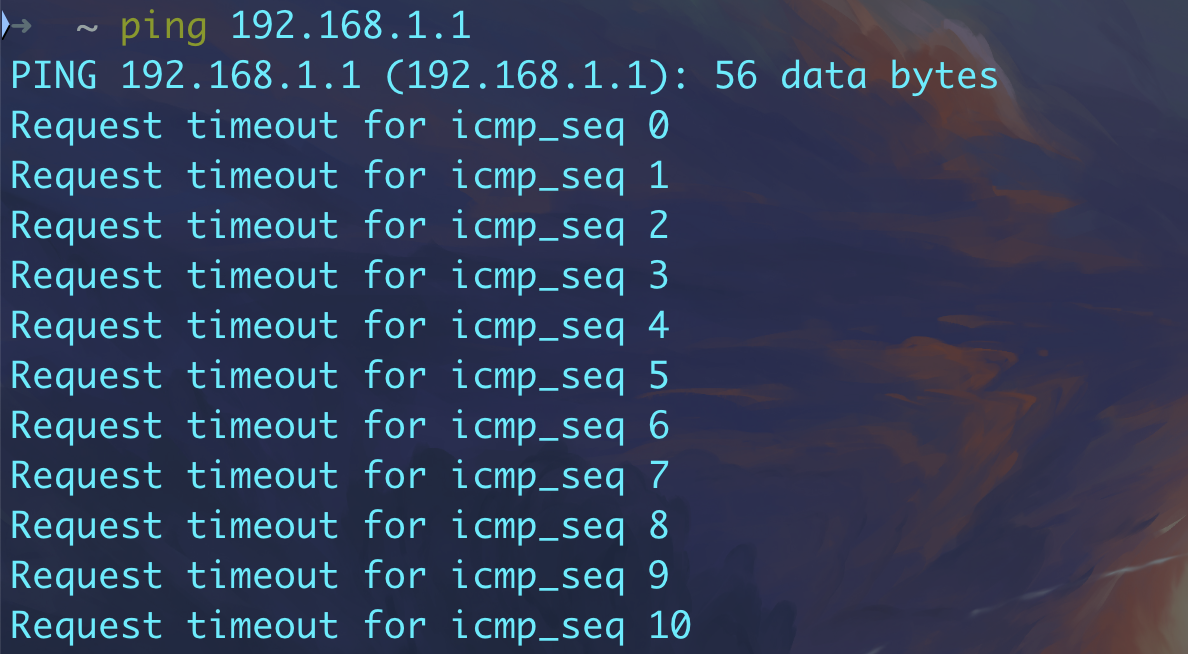 ➜ ~ ping 192.168.1.1
PING 192.168.1.1 (192.168.1.1): 56 data bytes
Request timeout for icmp_seq 0
Request timeout for icmp_seq 1
Request timeout for icmp_seq 2
Request timeout for icmp_seq 3
Request timeout for icmp_seq 4
Request timeout for icmp_seq 5
Request timeout for icmp_seq 6
Request timeout for icmp_seq 7
Request timeout for icmp_seq 8
Request timeout for icmp_seq 9
Request timeout for icmp_seq 10